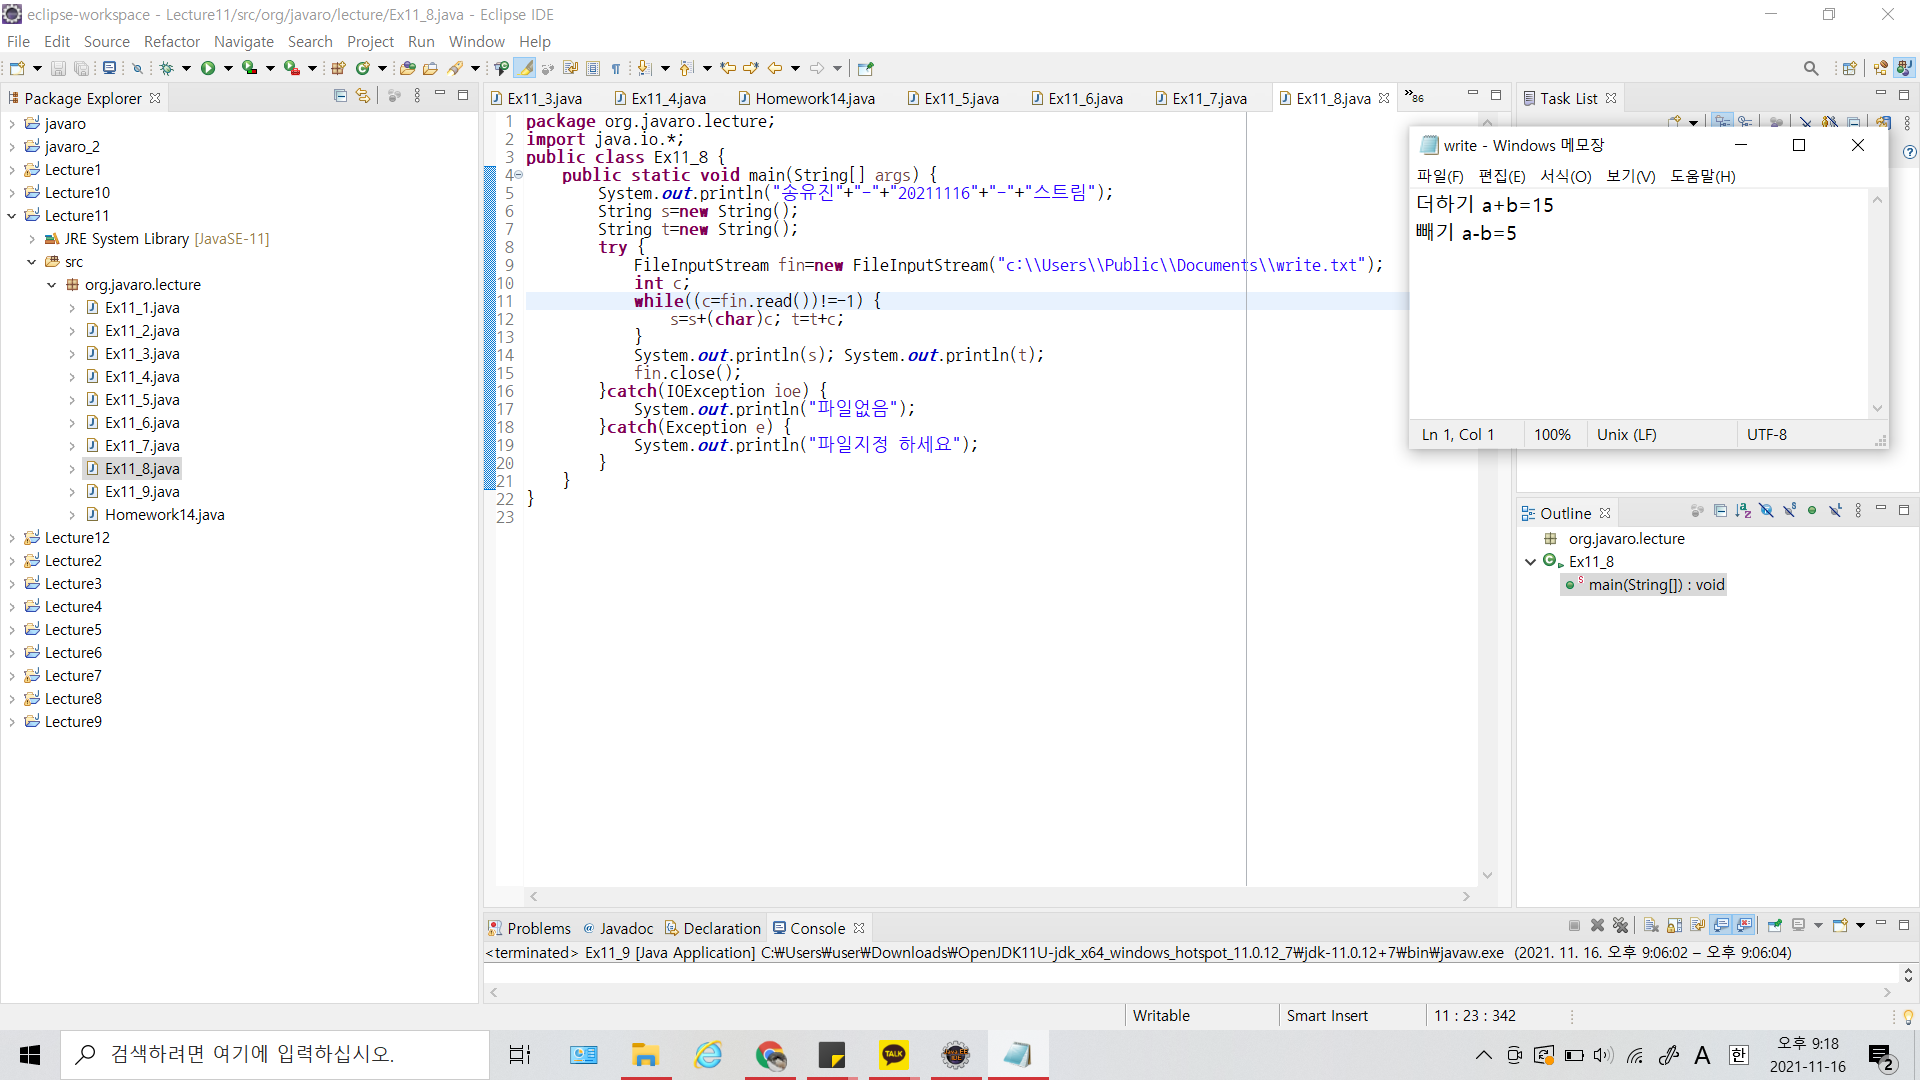 eclipse-workspace - Lecture11/src/org/javaro/lecture/Ex11_8.java - Eclipse IDE
File Edit Source Refactor Navigate Search Project Run Window Help
Package Explorer
javaro
javaro_2
Lecture1
Lecture10
Lecture11
JRE System Library [JavaSE-11]
src
org.javaro.lecture
Ex11_1.java
Ex11_2.java
Ex11_3.java
Ex11_4.java
Ex11_5.java
Ex11_6.java
Ex11_7.java
Ex11_8.java
Ex11_9.java
Homework14.java
Lecture12
Lecture2
Lecture3
Lecture4
Lecture5
Lecture6
Lecture7
Lecture8
Lecture9
Ex11_3.java Ex11_4.java Homework14.java Ex11_5.java Ex11_6.java Ex11_7.java Ex11_8.java »86
1 package org.javaro.lecture;
2 import java.io.*;
3 public class Ex11_8 {
4 public static void main(String[] args) {
5 System.out.println("송유진"+"-"+"20211116"+"-"+"스트림");
6 String s=new String();
7 String t=new String();
8 try {
9 FileInputStream fin=new FileInputStream("c:\\Users\\Public\\Documents\\write.txt");
10 int c;
11 while((c=fin.read())!=-1) {
12 s=s+(char)c; t=t+c;
13 }
14 System.out.println(s); System.out.println(t);
15 fin.close();
16 }catch(IOException ioe) {
17 System.out.println("파일없음");
18 }catch(Exception e) {
19 System.out.println("파일지정 하세요");
20 }
21 }
22 }
23
Task List
write - Windows 메모장
파일(F) 편집(E) 서식(O) 보기(V) 도움말(H)
더하기 a+b=15
빼기 a-b=5
Ln 1, Col 1 100% Unix (LF) UTF-8
Outline
org.javaro.lecture
Ex11_8
main(String[]) : void
Problems @ Javadoc Declaration Console
<terminated> Ex11_9 [Java Application] C:₩Users₩user₩Downloads₩OpenJDK11U-jdk_x64_windows_hotspot_11.0.12_7₩jdk-11.0.12+7₩bin₩javaw.exe (2021. 11. 16. 오후 9:06:02 – 오후 9:06:04)
Writable Smart Insert 11 : 23 : 342
검색하려면 여기에 입력하십시오.
TALK
A 한 오후 9:18
2021-11-16
2